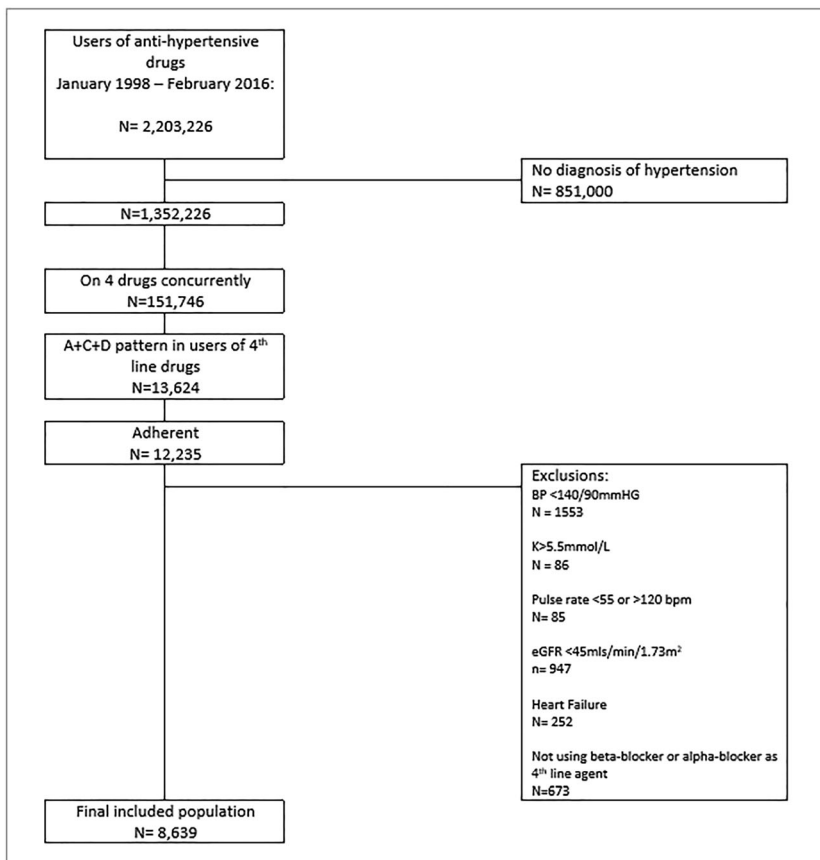 Users of anti-hypertensive
drugs
January 1998 – February 2016:
N= 2,203,226
No diagnosis of hypertension
N= 851,000
N=1,352,226
On 4 drugs concurrently
N=151,746
A+C+D pattern in users of 4th
line drugs
N=13,624
Adherent
N= 12,235
Exclusions:
BP <140/90mmHG
N = 1553
K>5.5mmol/L
N = 86
Pulse rate <55 or >120 bpm
N= 85
eGFR <45mls/min/1.73m²
n= 947
Heart Failure
N = 252
Not using beta-blocker or alpha-blocker as
4th line agent
N=673
Final included population
N= 8,639